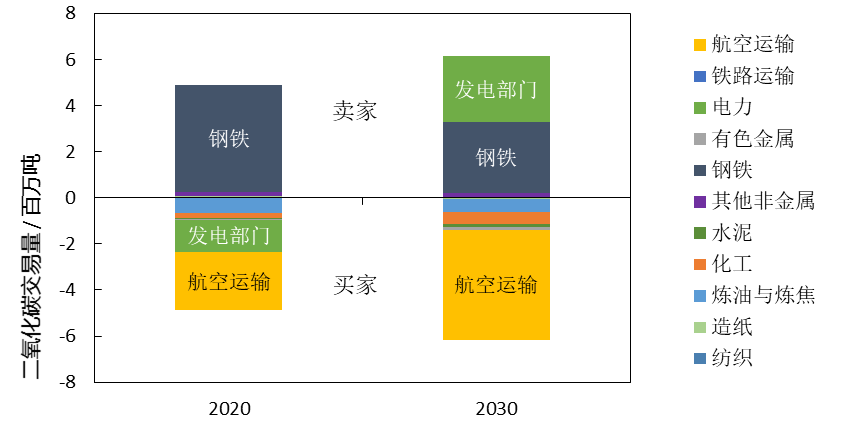 8
6
4
2
0
-2
-4
-6
-8
二氧化碳交易量 / 百万吨
钢铁
卖家
发电部门
钢铁
发电部门
航空运输
买家
航空运输
2020
2030
航空运输
铁路运输
电力
有色金属
钢铁
其他非金属
水泥
化工
炼油与炼焦
造纸
纺织